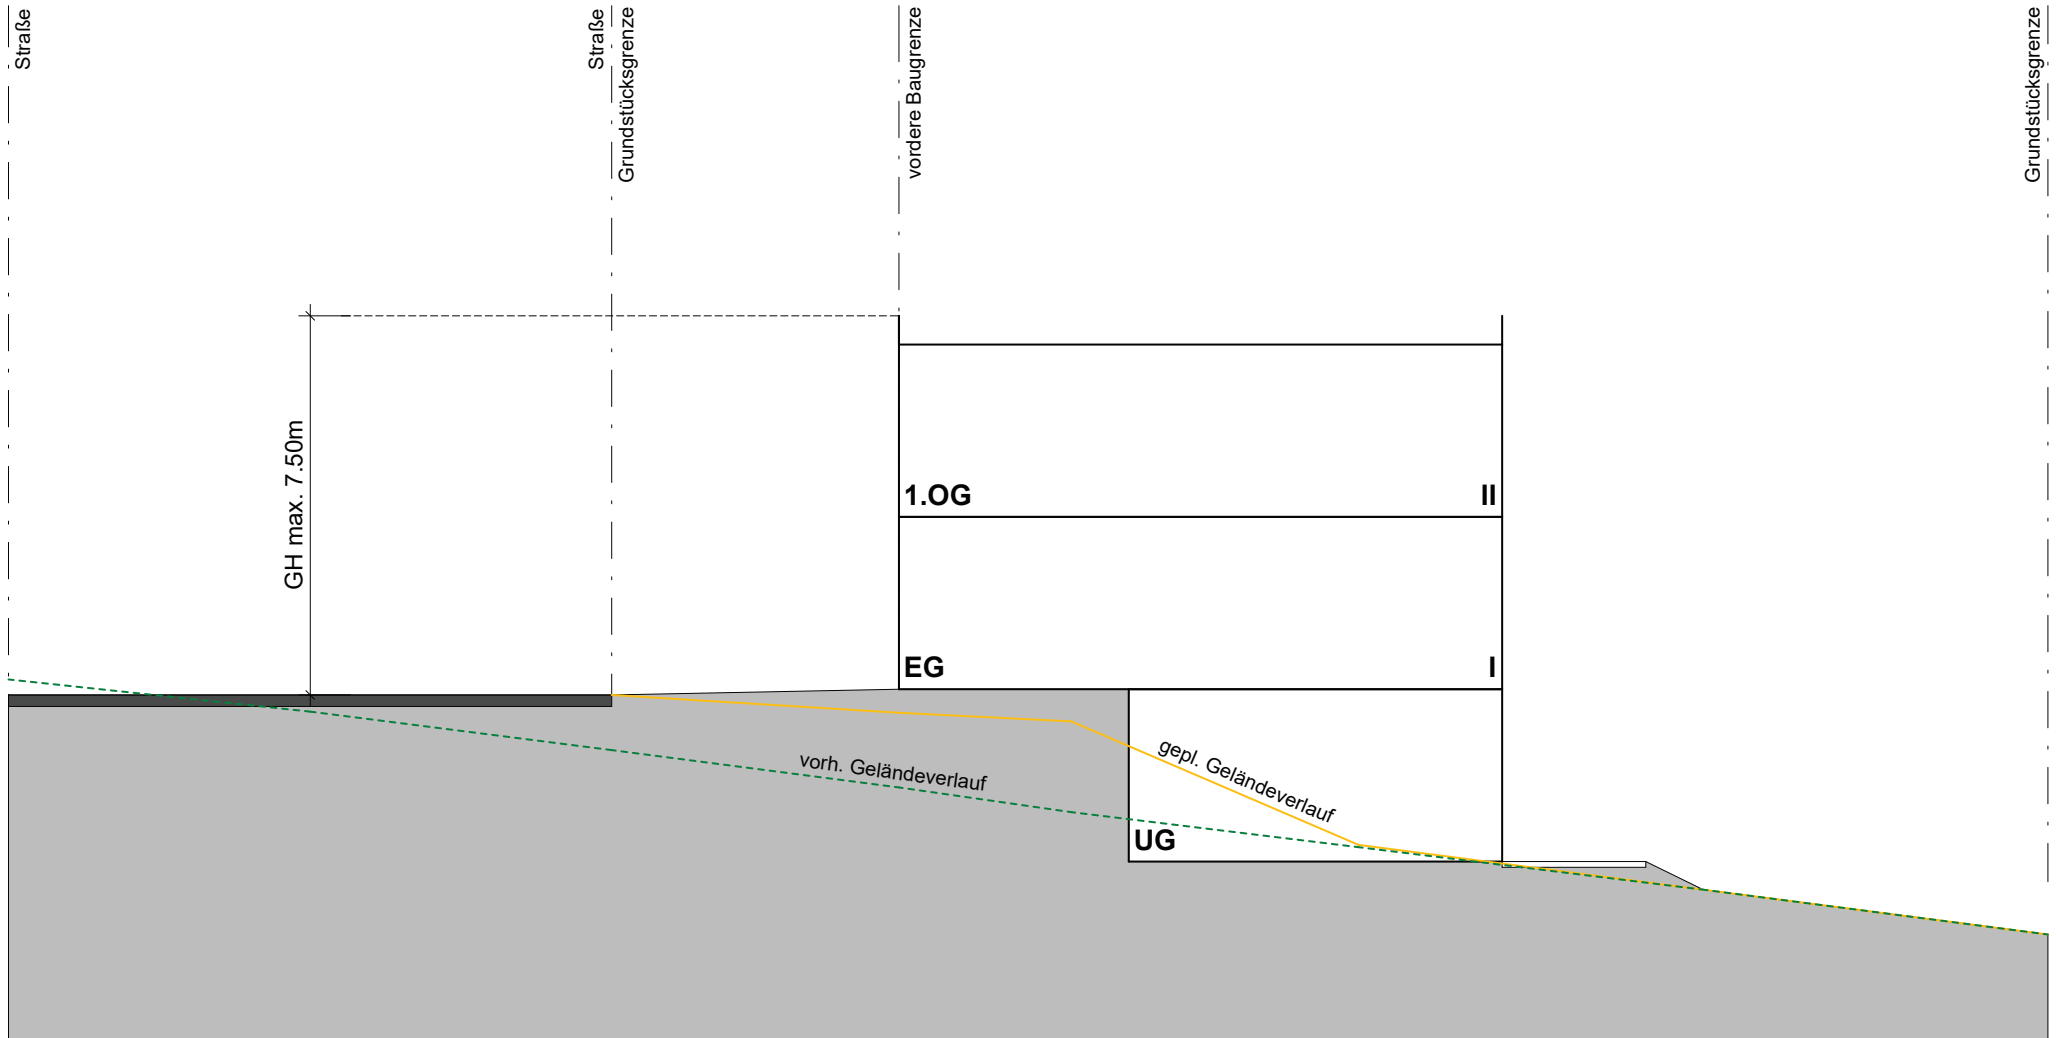 Straße
Straße
Grundstücksgrenze
vordere Baugrenze
Grundstücksgrenze
GH max. 7.50m
1.OG II
EG I
vorh. Geländeverlauf
gepl. Geländeverlauf
UG